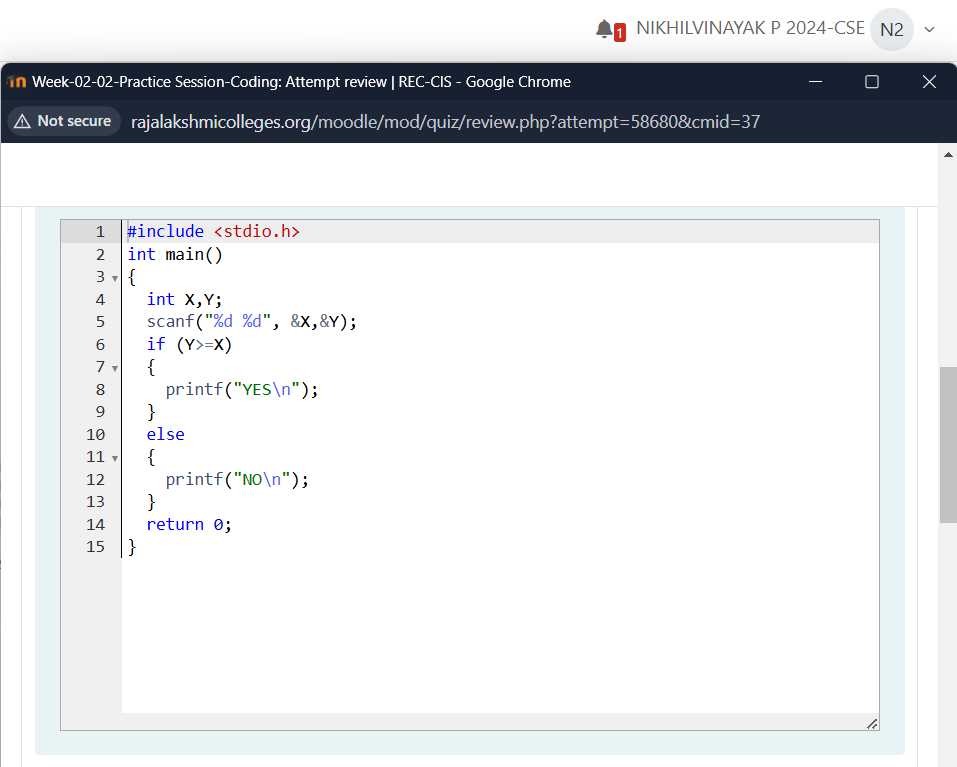 1 NIKHILVINAYAK P 2024-CSE N2
Week-02-02-Practice Session-Coding: Attempt review | REC-CIS - Google Chrome
Not secure rajalakshmicolleges.org/moodle/mod/quiz/review.php?attempt=58680&cmid=37
1 #include <stdio.h>
2 int main()
3 {
4   int X,Y;
5   scanf("%d %d", &X,&Y);
6   if (Y>=X)
7   {
8     printf("YES\n");
9   }
10   else
11   {
12     printf("NO\n");
13   }
14   return 0;
15 }